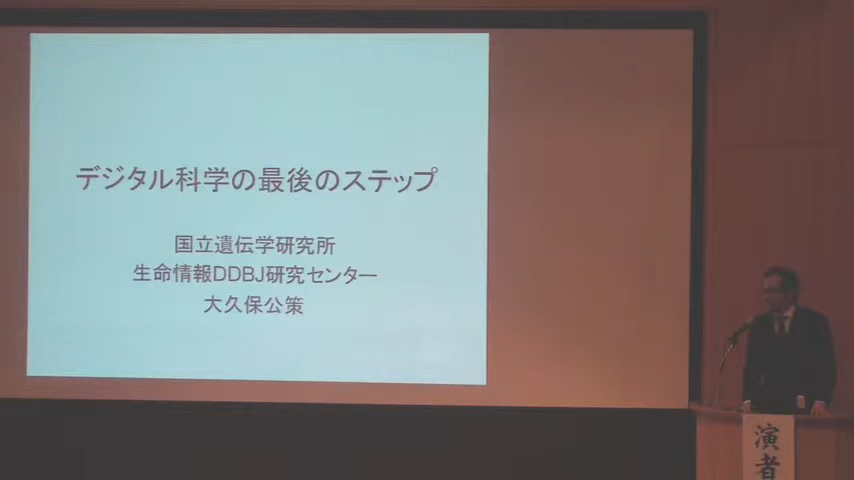 デジタル科学の最後のステップ
国立遺伝学研究所
生命情報DDBJ研究センター
大久保公策
演者